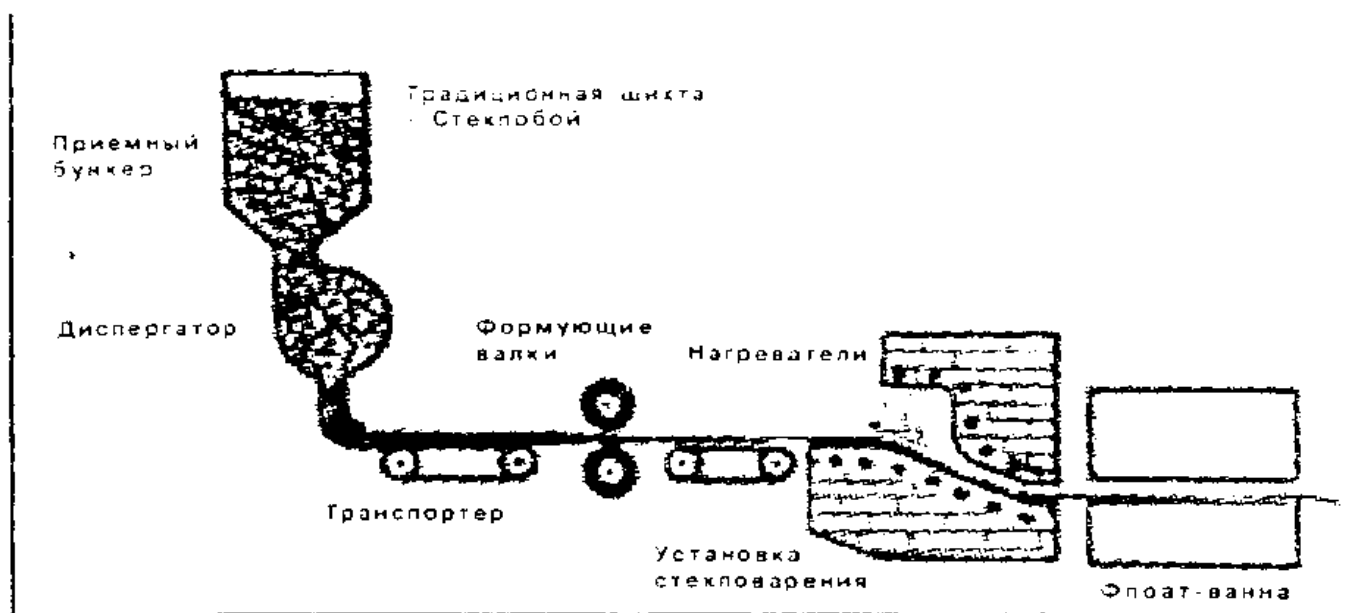 Традиционная шихта
- Стеклобой
Приемный
бункер
Диспергатор
Формующие
валки
Нагреватели
Транспортер
Установка
стекловарения
Флоат-ванна